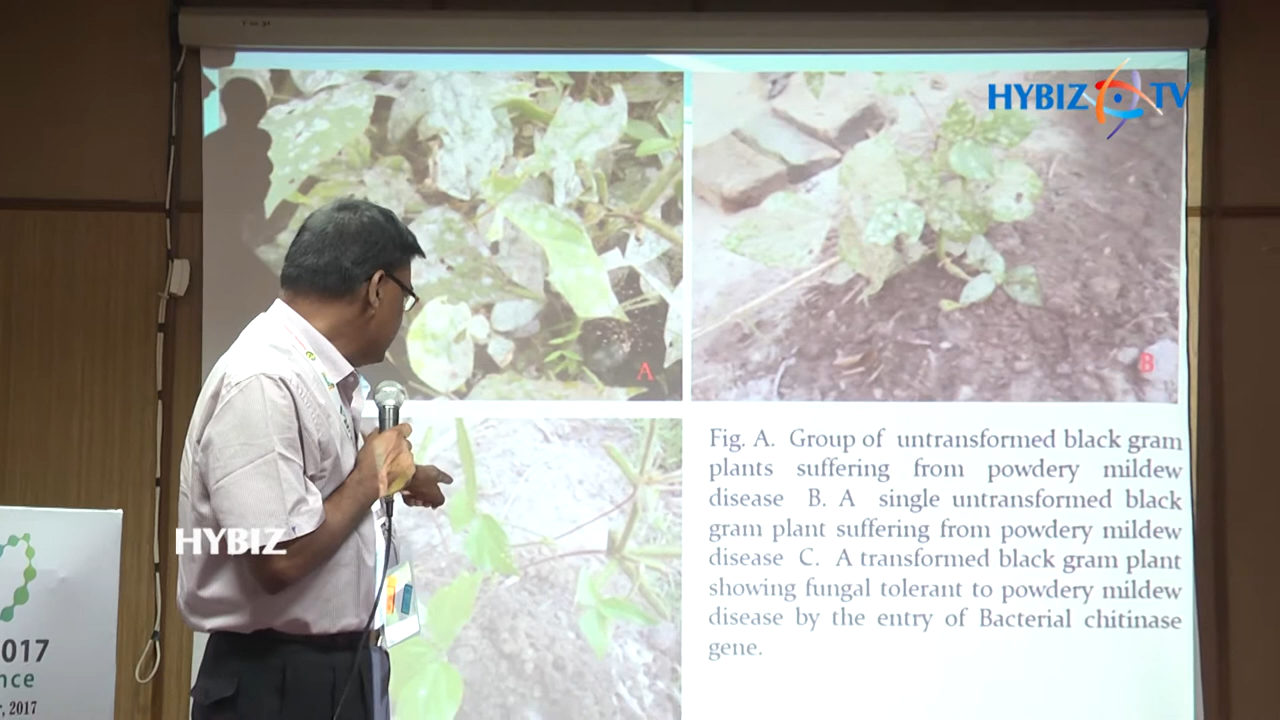 HYBIZ TV
A
B
Fig. A. Group of untransformed black gram
plants suffering from powdery mildew
disease B. A single untransformed black
gram plant suffering from powdery mildew
disease C. A transformed black gram plant
showing fungal tolerant to powdery mildew
disease by the entry of Bacterial chitinase
gene.
HYBIZ
017
nce
, 2017